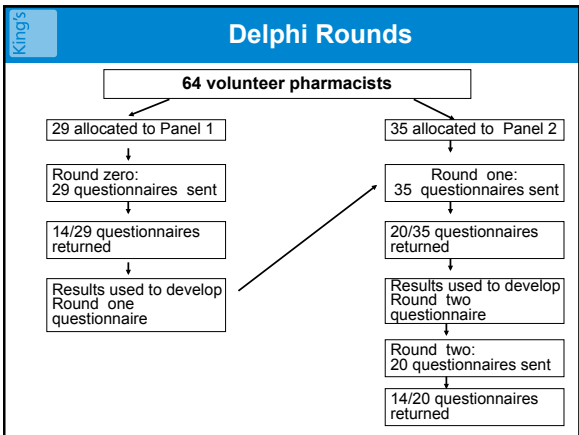 King's
Delphi Rounds
64 volunteer pharmacists
29 allocated to Panel 1
Round zero:
29 questionnaires sent
14/29 questionnaires
returned
Results used to develop
Round one
questionnaire
35 allocated to Panel 2
Round one:
35 questionnaires sent
20/35 questionnaires
returned
Results used to develop
Round two
questionnaire
Round two:
20 questionnaires sent
14/20 questionnaires
returned